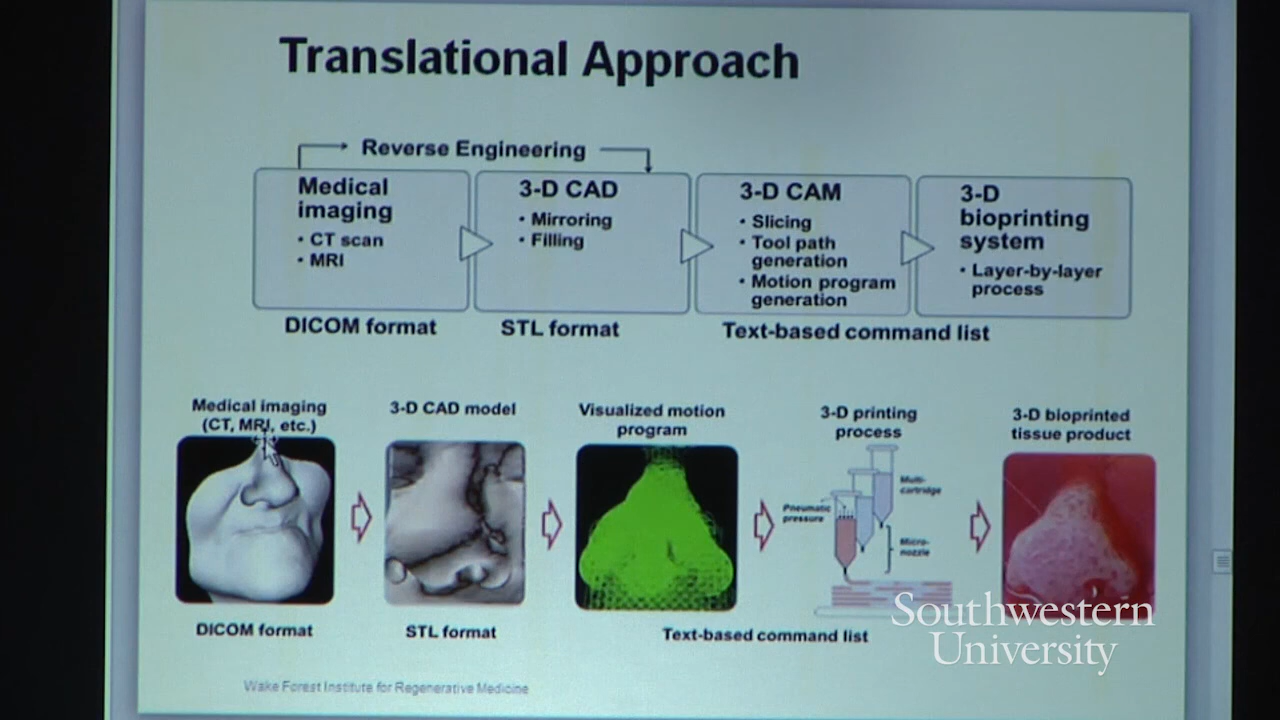 Translational Approach
Reverse Engineering
Medical
imaging
• CT scan
• MRI
3-D CAD
• Mirroring
• Filling
3-D CAM
• Slicing
• Tool path
generation
• Motion program
generation
3-D
bioprinting
system
• Layer-by-layer
process
DICOM format
STL format
Text-based command list
Medical imaging
(CT, MRI, etc.)
3-D CAD model
Visualized motion
program
3-D printing
process
3-D bioprinted
tissue product
Pneumatic
pressure
Multi-
cartridge
Micro-
nozzle
DICOM format
STL format
Text-based command list
Southwestern
University
Wake Forest Institute for Regenerative Medicine